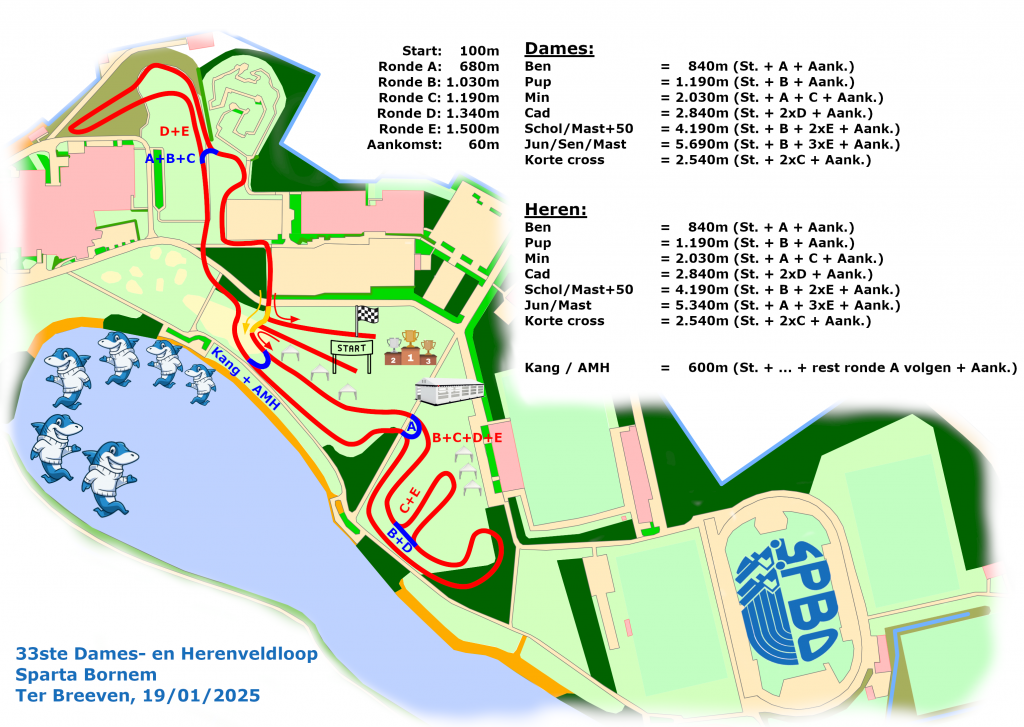 Start: 100m
Ronde A: 680m
Ronde B: 1.030m
Ronde C: 1.190m
Ronde D: 1.340m
Ronde E: 1.500m
Aankomst: 60m
Dames:
Ben = 840m (St. + A + Aank.)
Pup = 1.190m (St. + B + Aank.)
Min = 2.030m (St. + A + C + Aank.)
Cad = 2.840m (St. + 2xD + Aank.)
Schol/Mast+50 = 4.190m (St. + B + 2xE + Aank.)
Jun/Sen/Mast = 5.690m (St. + B + 3xE + Aank.)
Korte cross = 2.540m (St. + 2xC + Aank.)
Heren:
Ben = 840m (St. + A + Aank.)
Pup = 1.190m (St. + B + Aank.)
Min = 2.030m (St. + A + C + Aank.)
Cad = 2.840m (St. + 2xD + Aank.)
Schol/Mast+50 = 4.190m (St. + B + 2xE + Aank.)
Jun/Mast = 5.340m (St. + A + 3xE + Aank.)
Korte cross = 2.540m (St. + 2xC + Aank.)
Kang / AMH = 600m (St. + ... + rest ronde A volgen + Aank.)
D+E
A+B+C
START
2 1 3
Kang + AMH
A
B+C+D+E
C+E
B+D
SPBO
33ste Dames- en Herenveldloop
Sparta Bornem
Ter Breeven, 19/01/2025